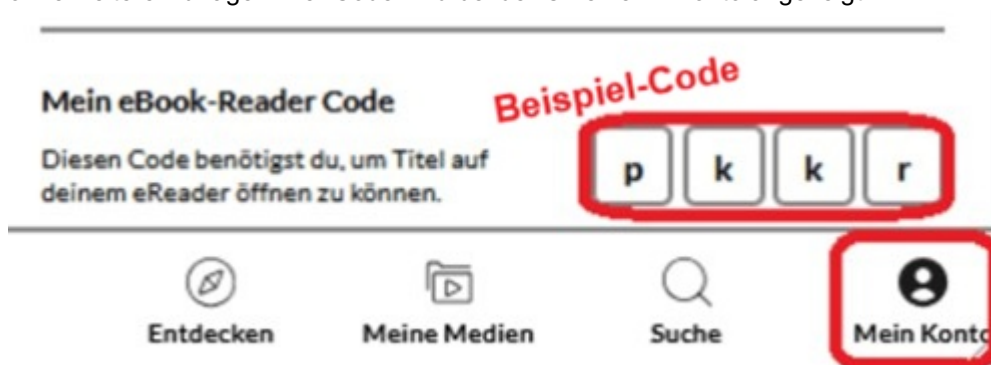 Mein eBook-Reader Code
Beispiel-Code
Diesen Code benötigst du, um Titel auf
deinem eReader öffnen zu können.
p k k r
Entdecken Meine Medien Suche Mein Konto